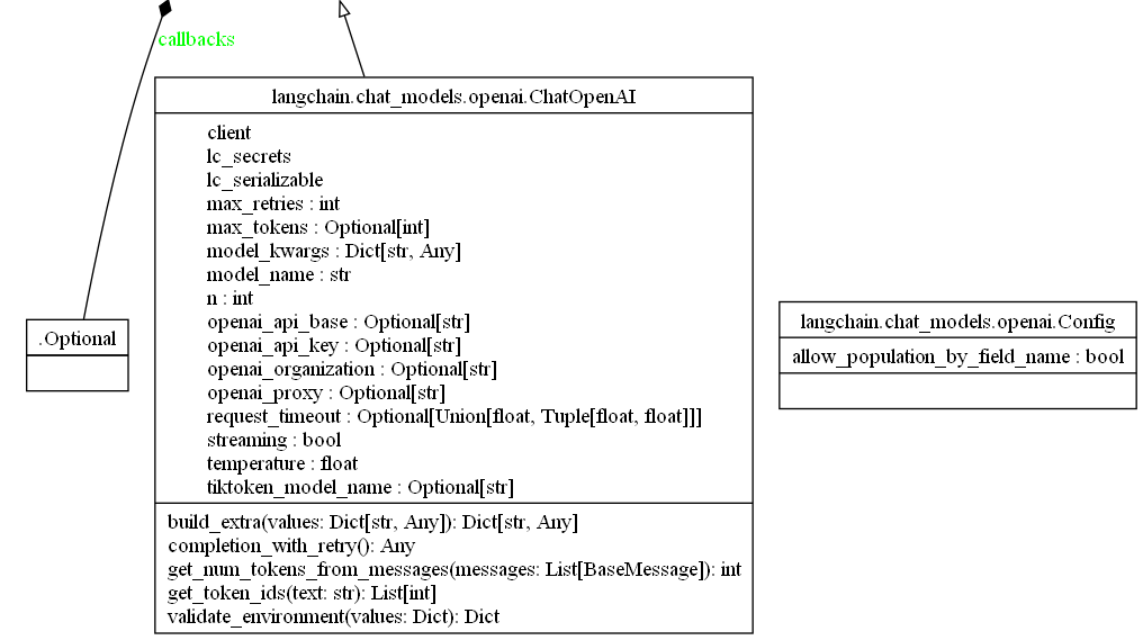 callbacks
langchain.chat_models.openai.ChatOpenAI
client
lc_secrets
lc_serializable
max_retries : int
max_tokens : Optional[int]
model_kwargs : Dict[str, Any]
model_name : str
n : int
openai_api_base : Optional[str]
openai_api_key : Optional[str]
openai_organization : Optional[str]
openai_proxy : Optional[str]
request_timeout : Optional[Union[float, Tuple[float, float]]]
streaming : bool
temperature : float
tiktoken_model_name : Optional[str]
build_extra(values: Dict[str, Any]): Dict[str, Any]
completion_with_retry(): Any
get_num_tokens_from_messages(messages: List[BaseMessage]): int
get_token_ids(text: str): List[int]
validate_environment(values: Dict): Dict
.Optional
langchain.chat_models.openai.Config
allow_population_by_field_name : bool